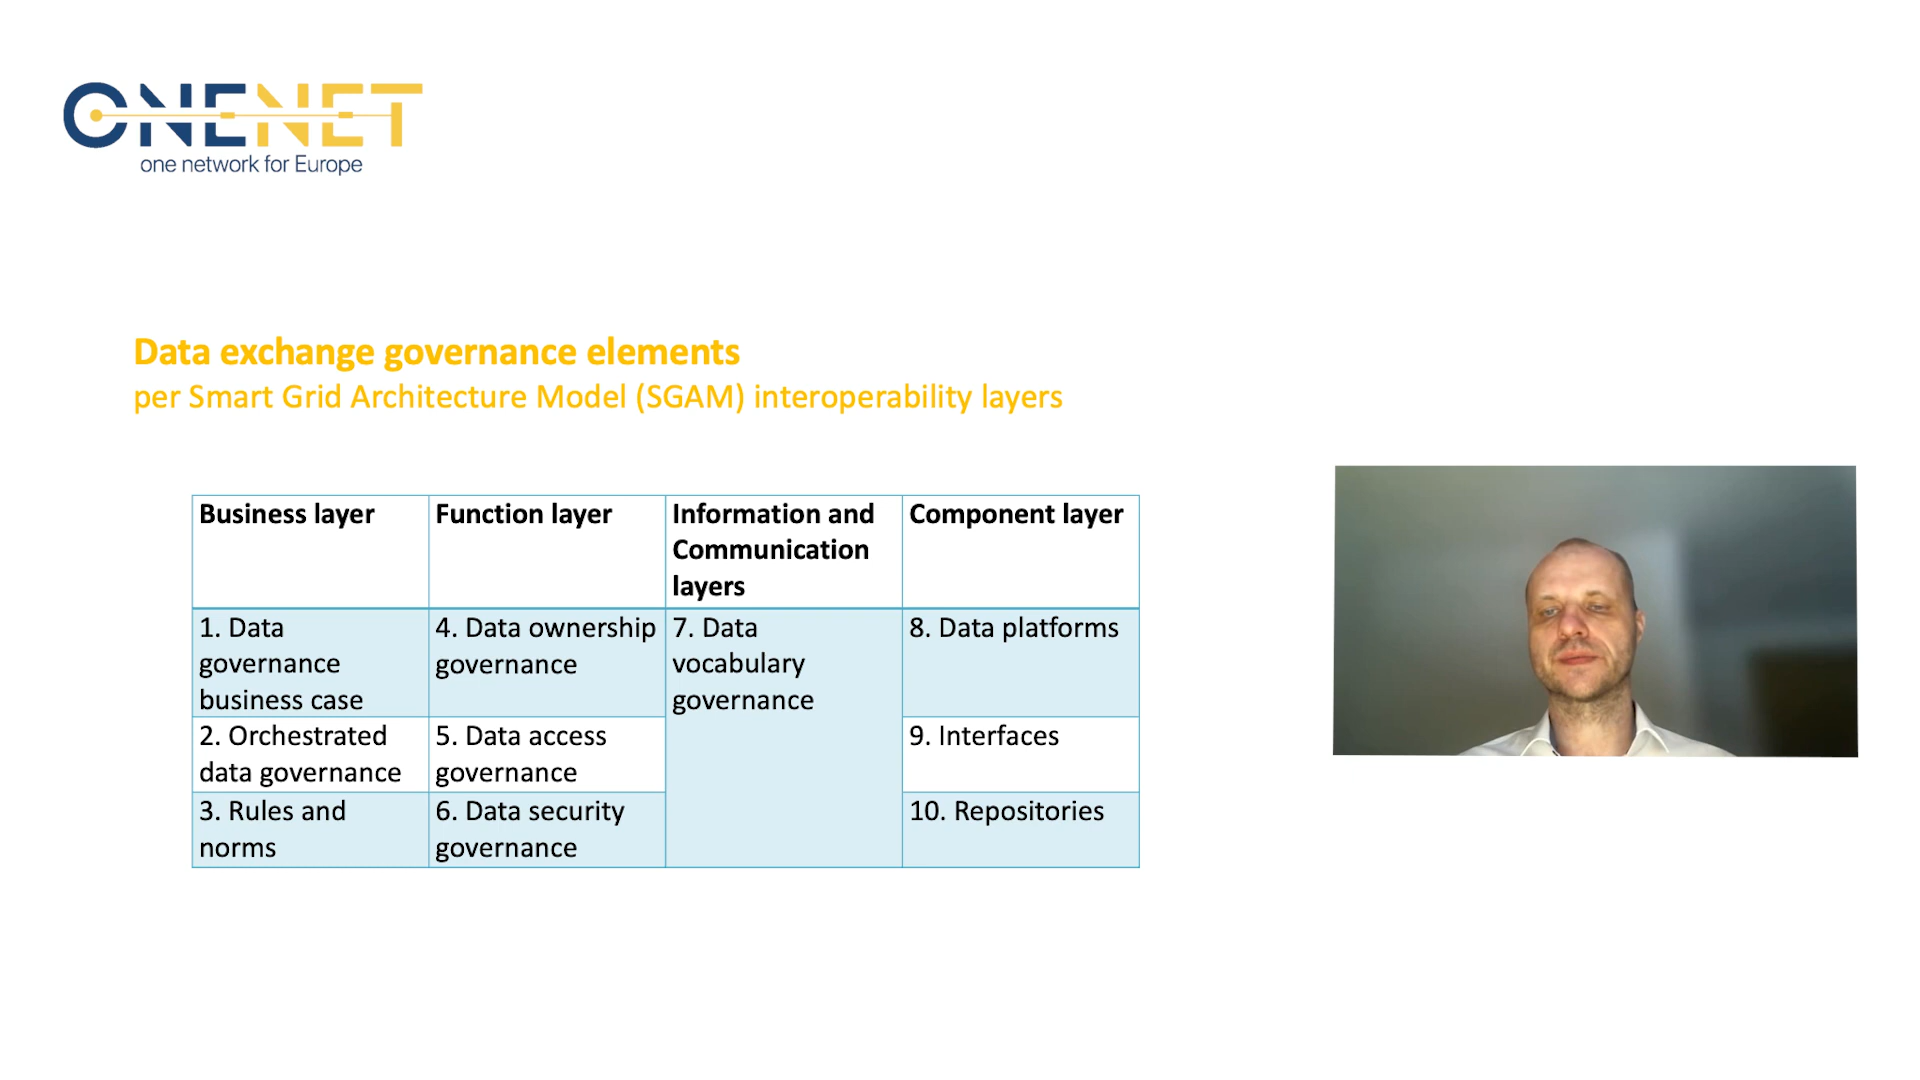 ONENET
one network for Europe
Data exchange governance elements
per Smart Grid Architecture Model (SGAM) interoperability layers
Business layer
Function layer
Information and
Communication
layers
Component layer
1. Data
governance
business case
4. Data ownership
governance
7. Data
vocabulary
governance
8. Data platforms
2. Orchestrated
data governance
5. Data access
governance
9. Interfaces
3. Rules and
norms
6. Data security
governance
10. Repositories